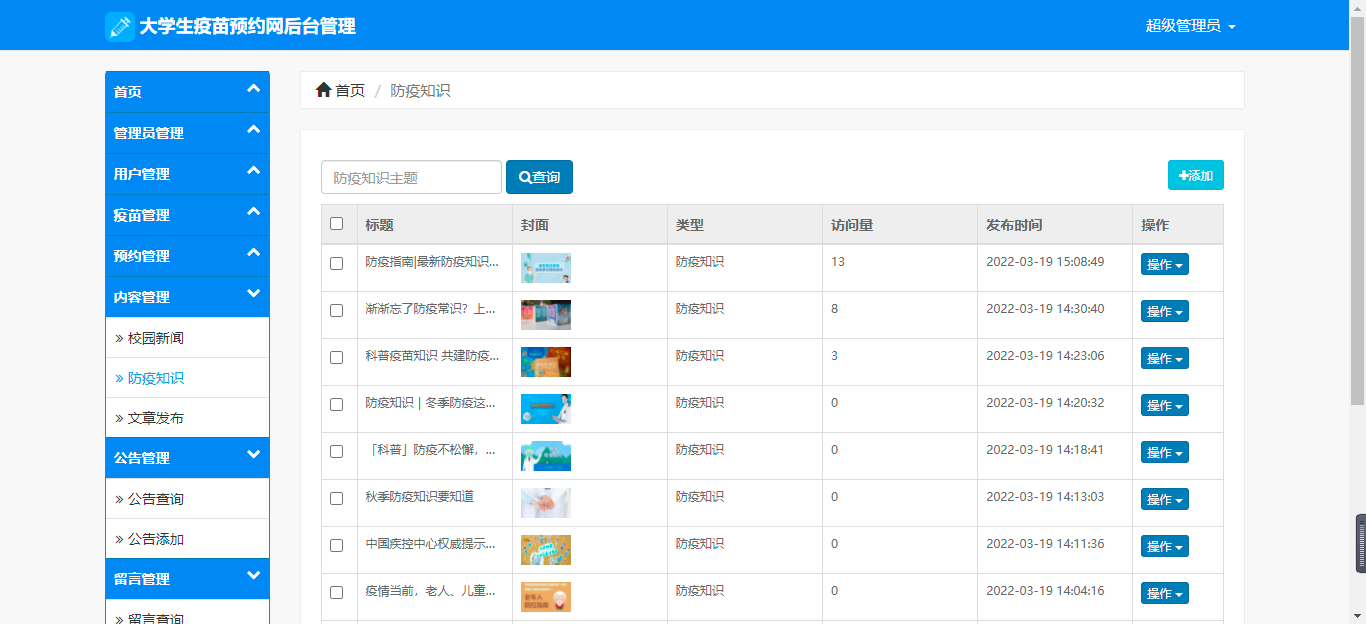 大学生疫苗预约网后台管理
超级管理员
首页
管理员管理
用户管理
疫苗管理
预约管理
内容管理
» 校园新闻
» 防疫知识
» 文章发布
公告管理
» 公告查询
» 公告添加
留言管理
» 留言查询
首页 / 防疫知识
防疫知识主题 查询 添加
标题 封面 类型 访问量 发布时间 操作
防疫指南|最新防疫知识... 防疫知识 13 2022-03-19 15:08:49 操作
渐渐忘了防疫常识？上... 防疫知识 8 2022-03-19 14:30:40 操作
科普疫苗知识 共建防疫... 防疫知识 3 2022-03-19 14:23:06 操作
防疫知识 | 冬季防疫这... 防疫知识 0 2022-03-19 14:20:32 操作
「科普」防疫不松懈，... 防疫知识 0 2022-03-19 14:18:41 操作
秋季防疫知识要知道 防疫知识 0 2022-03-19 14:13:03 操作
中国疾控中心权威提示... 防疫知识 0 2022-03-19 14:11:36 操作
疫情当前，老人、儿童... 防疫知识 0 2022-03-19 14:04:16 操作